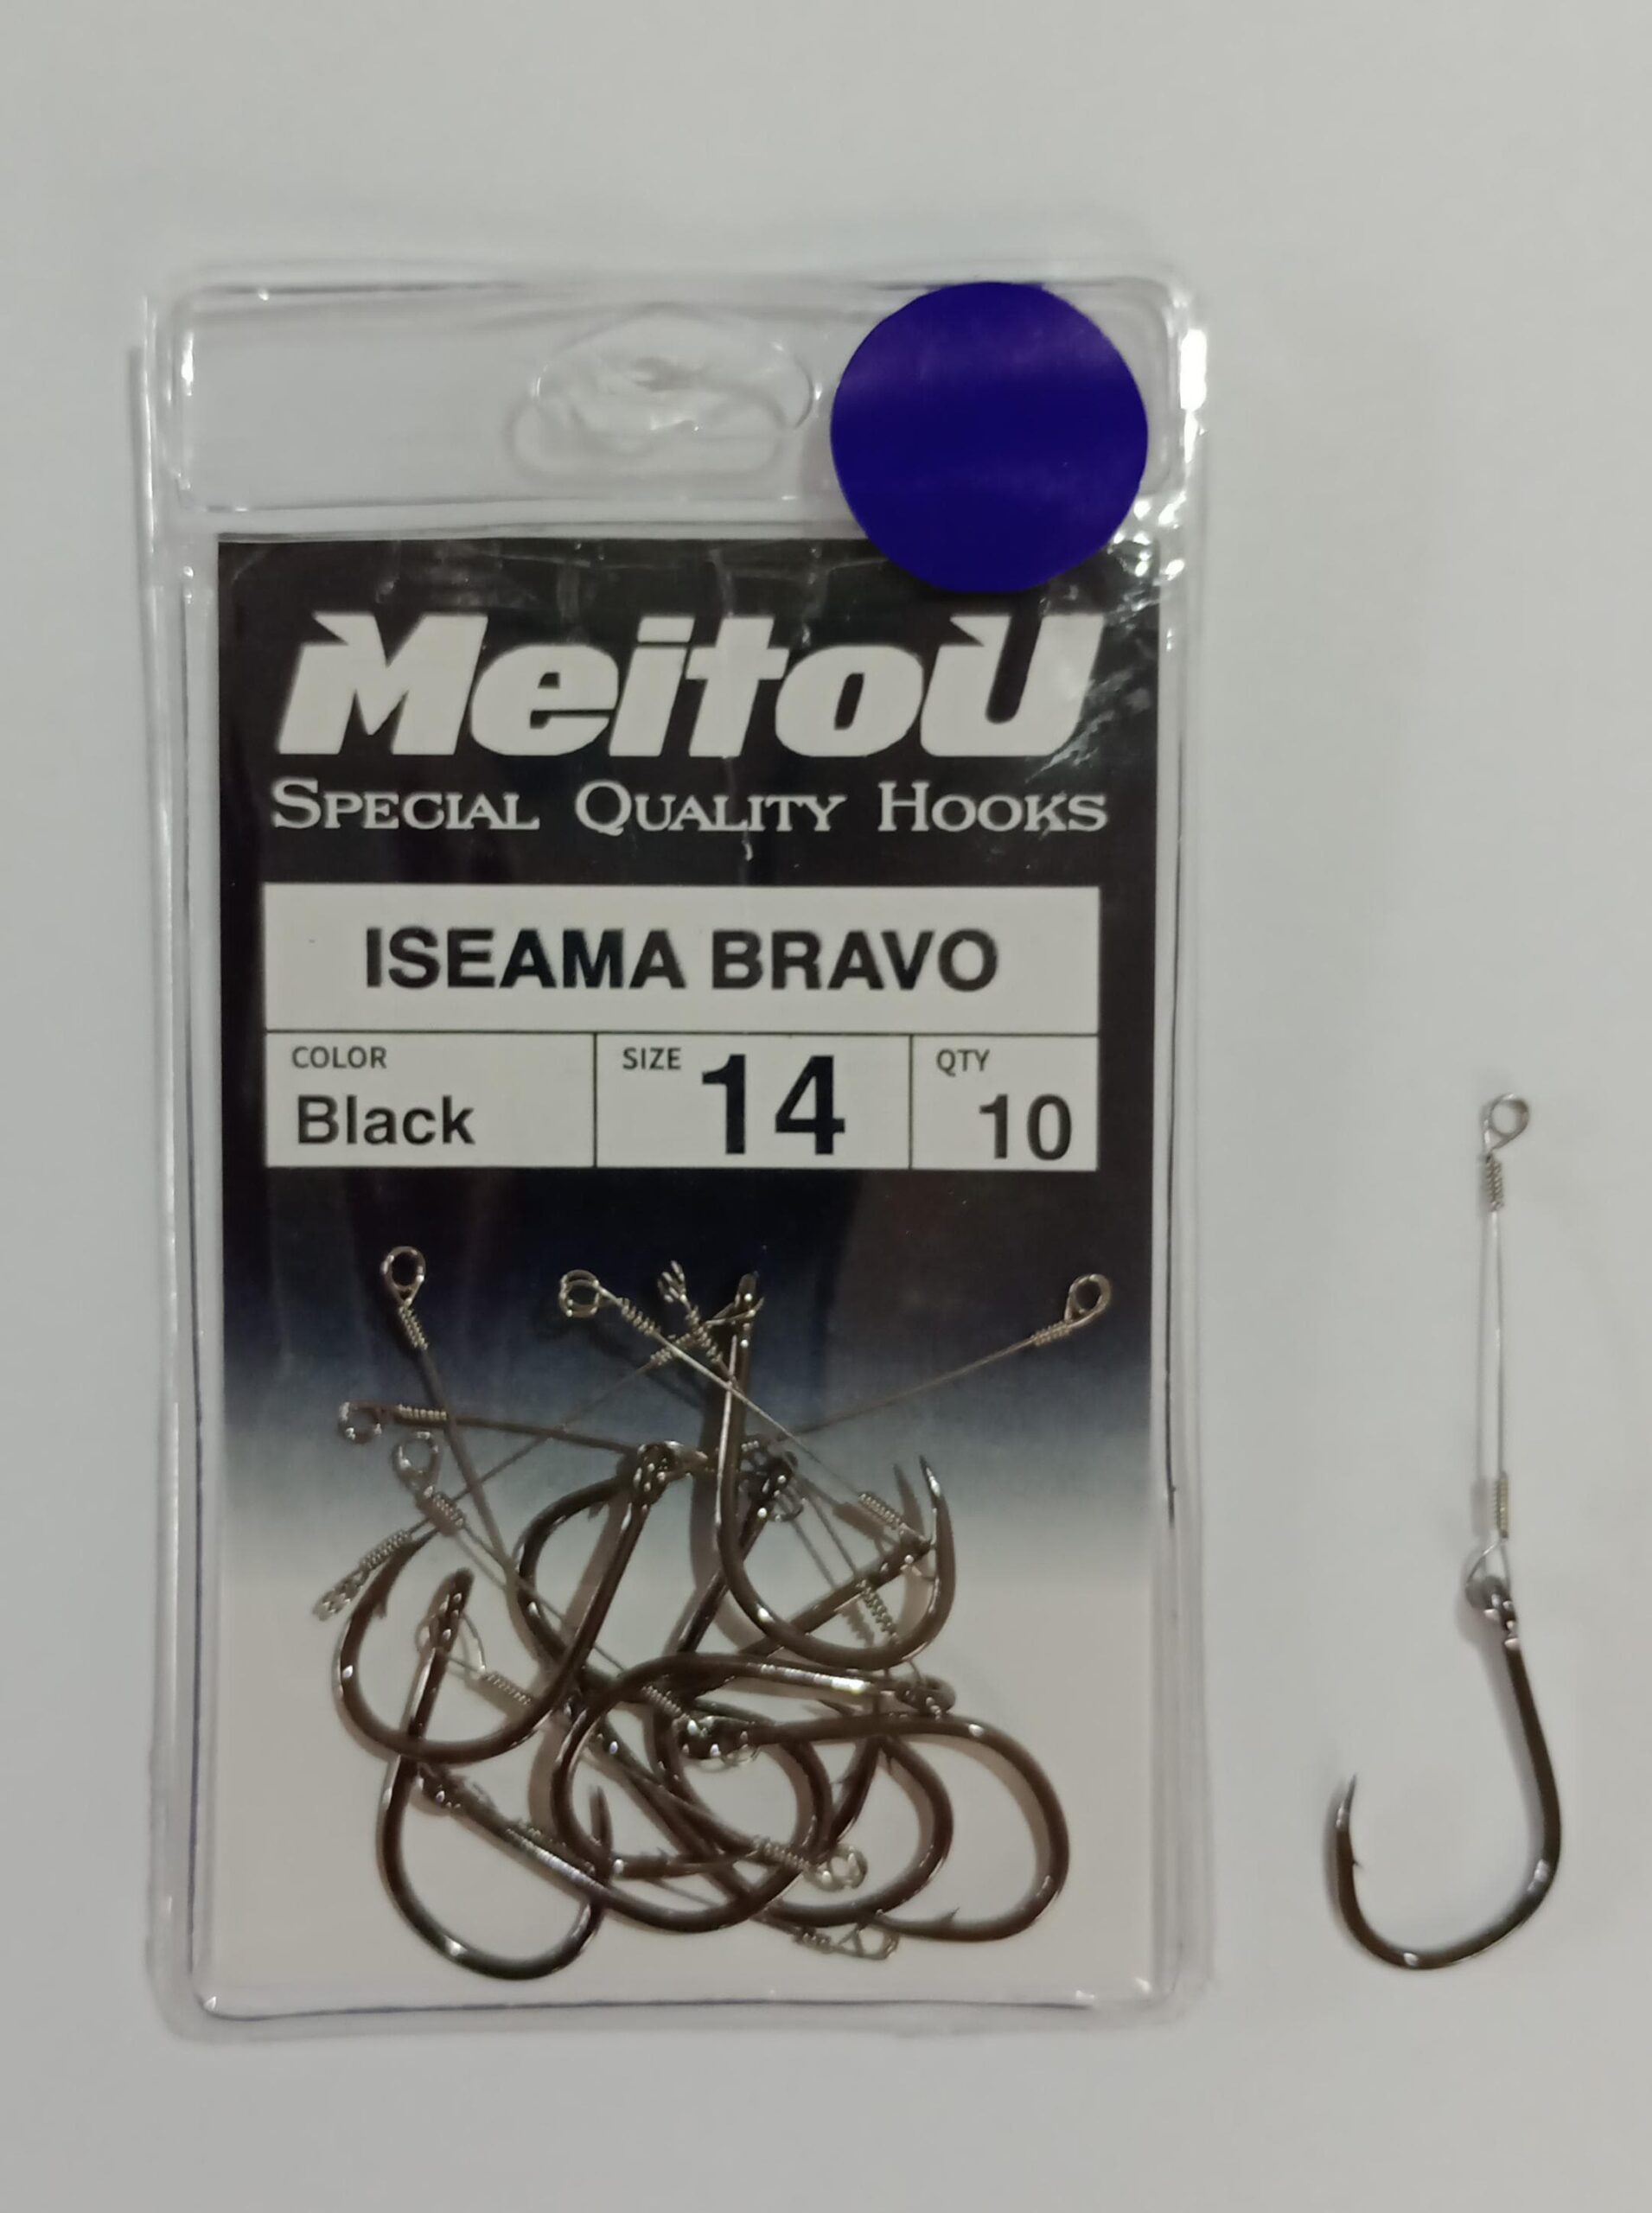 MeitoU
SPECIAL QUALITY HOOKS
ISEAMA BRAVO
COLOR SIZE QTY
Black 14 10